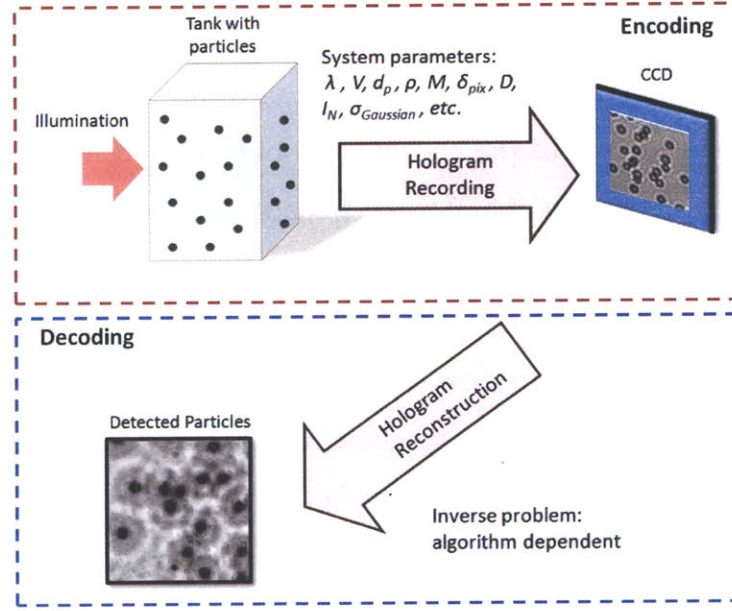 Encoding
Tank with
particles
System parameters:
λ, V, d_p, ρ, M, δ_pix, D,
I_N, σ_Gaussian, etc.
CCD
Illumination
Hologram
Recording
Decoding
Hologram
Reconstruction
Detected Particles
Inverse problem:
algorithm dependent